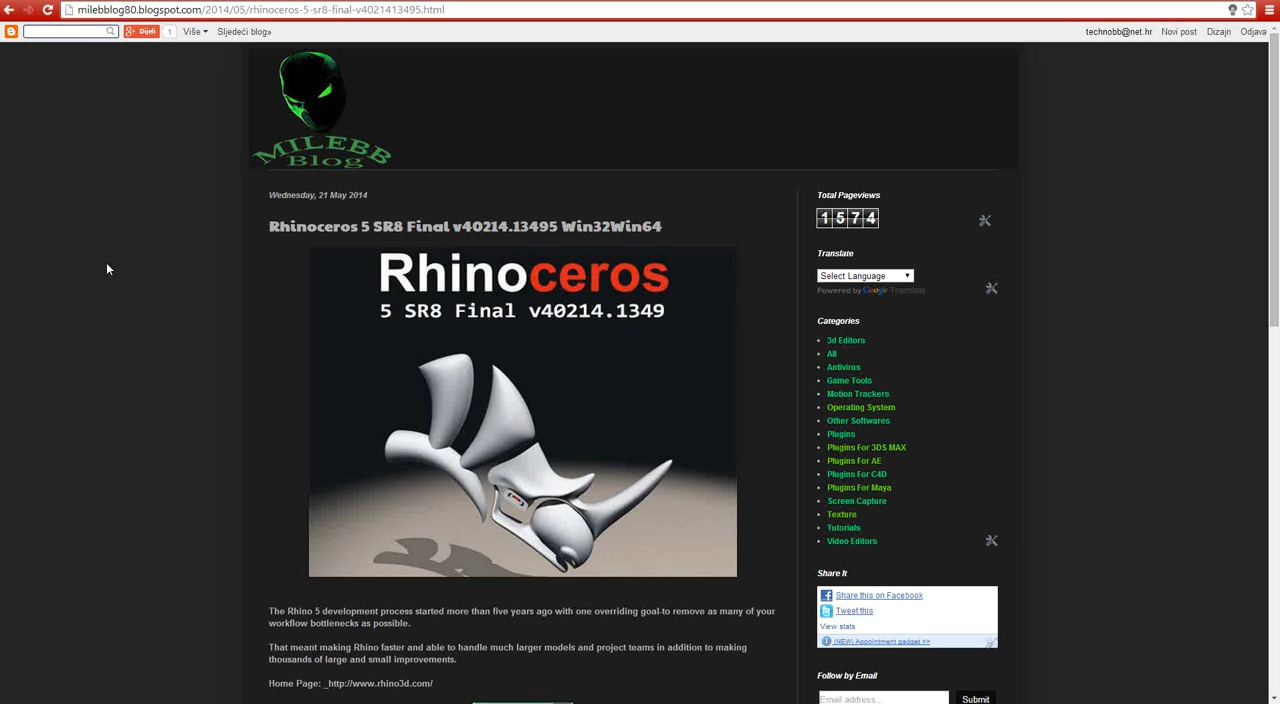 milebblog80.blogspot.com/2014/05/rhinoceros-5-sr8-final-v4021413495.html
Dijeli 1 Više Sljedeći blog» technobb@net.hr Novi post Dizajn Odjava
MILEBB
Blog
Wednesday, 21 May 2014
Rhinoceros 5 SR8 Final v40214.13495 Win32Win64
Rhinoceros
5 SR8 Final v40214.1349
The Rhino 5 development process started more than five years ago with one overriding goal-to remove as many of your
workflow bottlenecks as possible.
That meant making Rhino faster and able to handle much larger models and project teams in addition to making
thousands of large and small improvements.
Home Page: _http://www.rhino3d.com/
Total Pageviews
1574
Translate
Select Language
Powered by Google Translate
Categories
3d Editors
All
Antivirus
Game Tools
Motion Trackers
Operating System
Other Softwares
Plugins
Plugins For 3DS MAX
Plugins For AE
Plugins For C4D
Plugins For Maya
Screen Capture
Texture
Tutorials
Video Editors
Share It
Share this on Facebook
Tweet this
View stats
(NEW) Appointment gadget >>
Follow by Email
Email address... Submit